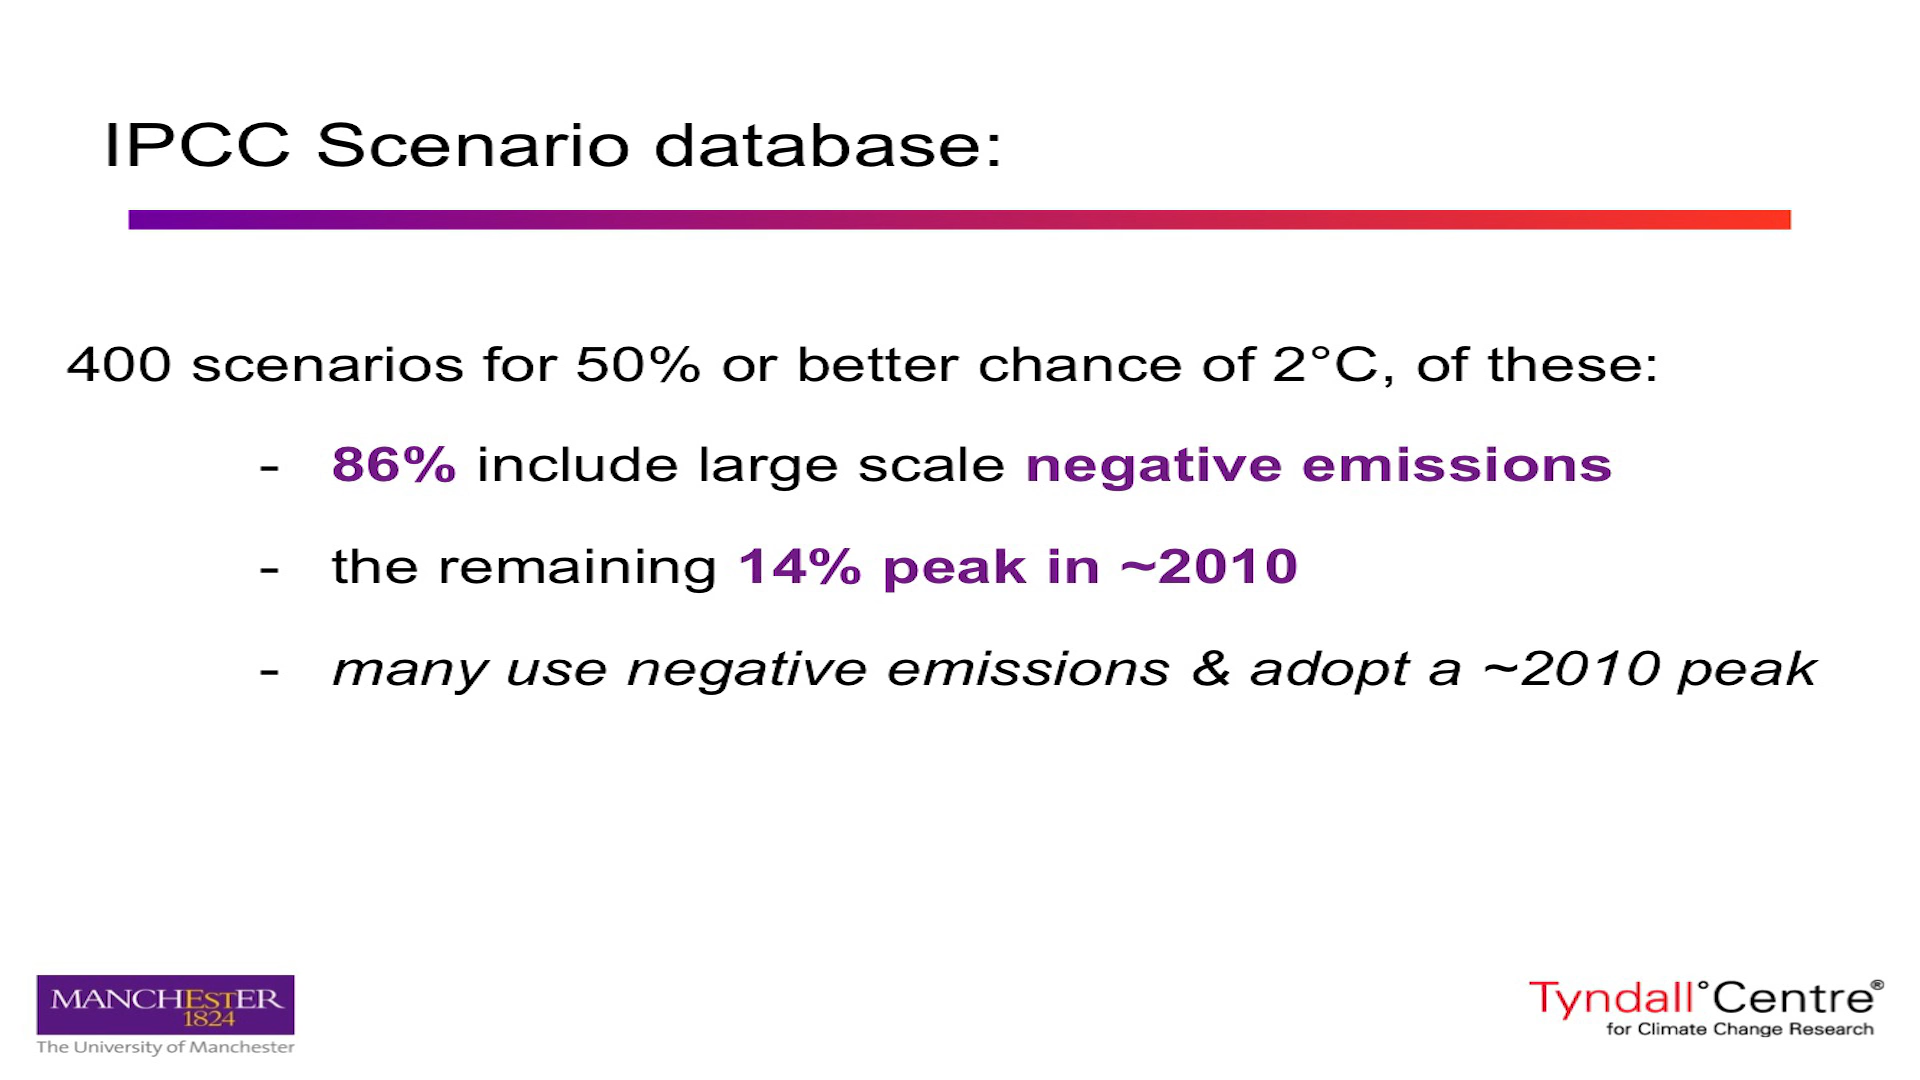 IPCC Scenario database:
400 scenarios for 50% or better chance of 2°C, of these:
- 86% include large scale negative emissions
- the remaining 14% peak in ~2010
- many use negative emissions & adopt a ~2010 peak
MANCHESTER
1824
The University of Manchester
Tyndall°Centre®
for Climate Change Research